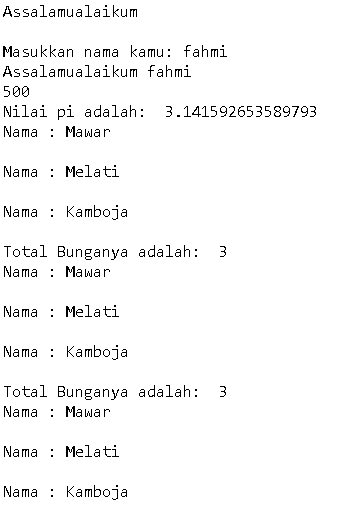 Assalamualaikum
Masukkan nama kamu: fahmi
Assalamualaikum fahmi
500
Nilai pi adalah:  3.141592653589793
Nama : Mawar
Nama : Melati
Nama : Kamboja
Total Bunganya adalah:  3
Nama : Mawar
Nama : Melati
Nama : Kamboja
Total Bunganya adalah:  3
Nama : Mawar
Nama : Melati
Nama : Kamboja